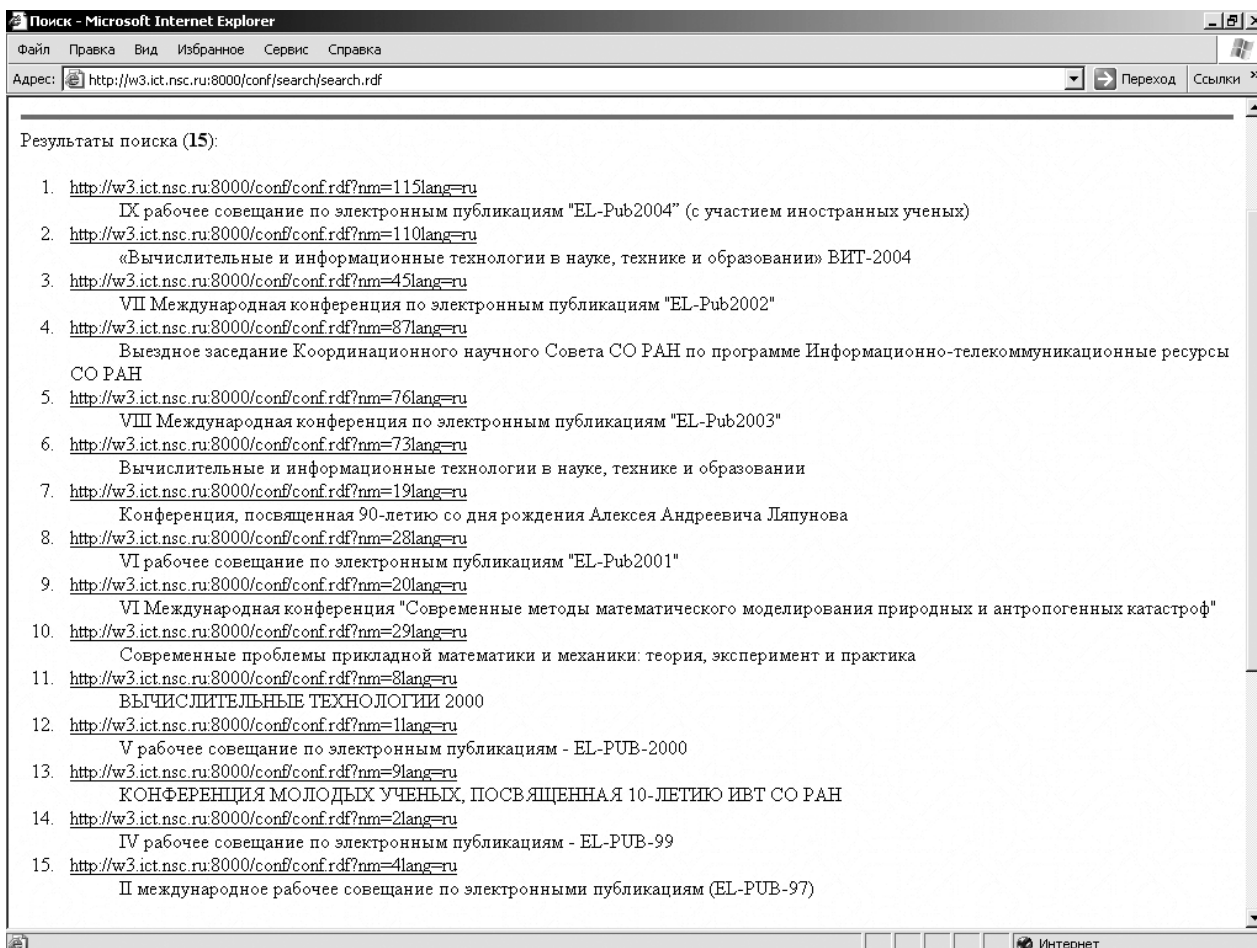 Поиск - Microsoft Internet Explorer
Файл Правка Вид Избранное Сервис Справка
Адрес: http://w3.ict.nsc.ru:8000/conf/search/search.rdf Переход Ссылки »
Результаты поиска (15):
1. http://w3.ict.nsc.ru:8000/conf/conf.rdf?nm=115lang=ru
IX рабочее совещание по электронным публикациям "EL-Pub2004” (с участием иностранных ученых)
2. http://w3.ict.nsc.ru:8000/conf/conf.rdf?nm=110lang=ru
«Вычислительные и информационные технологии в науке, технике и образовании» ВИТ-2004
3. http://w3.ict.nsc.ru:8000/conf/conf.rdf?nm=45lang=ru
VII Международная конференция по электронным публикациям "EL-Pub2002"
4. http://w3.ict.nsc.ru:8000/conf/conf.rdf?nm=87lang=ru
Выездное заседание Координационного научного Совета СО РАН по программе Информационно-телекоммуникационные ресурсы
СО РАН
5. http://w3.ict.nsc.ru:8000/conf/conf.rdf?nm=76lang=ru
VIII Международная конференция по электронным публикациям "EL-Pub2003"
6. http://w3.ict.nsc.ru:8000/conf/conf.rdf?nm=73lang=ru
Вычислительные и информационные технологии в науке, технике и образовании
7. http://w3.ict.nsc.ru:8000/conf/conf.rdf?nm=19lang=ru
Конференция, посвященная 90-летию со дня рождения Алексея Андреевича Ляпунова
8. http://w3.ict.nsc.ru:8000/conf/conf.rdf?nm=28lang=ru
VI рабочее совещание по электронным публикациям "EL-Pub2001"
9. http://w3.ict.nsc.ru:8000/conf/conf.rdf?nm=20lang=ru
VI Международная конференция "Современные методы математического моделирования природных и антропогенных катастроф"
10. http://w3.ict.nsc.ru:8000/conf/conf.rdf?nm=29lang=ru
Современные проблемы прикладной математики и механики: теория, эксперимент и практика
11. http://w3.ict.nsc.ru:8000/conf/conf.rdf?nm=8lang=ru
ВЫЧИСЛИТЕЛЬНЫЕ ТЕХНОЛОГИИ 2000
12. http://w3.ict.nsc.ru:8000/conf/conf.rdf?nm=1lang=ru
V рабочее совещание по электронным публикациям - EL-PUB-2000
13. http://w3.ict.nsc.ru:8000/conf/conf.rdf?nm=9lang=ru
КОНФЕРЕНЦИЯ МОЛОДЫХ УЧЕНЫХ, ПОСВЯЩЕННАЯ 10-ЛЕТИЮ ИВТ СО РАН
14. http://w3.ict.nsc.ru:8000/conf/conf.rdf?nm=2lang=ru
IV рабочее совещание по электронным публикациям - EL-PUB-99
15. http://w3.ict.nsc.ru:8000/conf/conf.rdf?nm=4lang=ru
II международное рабочее совещание по электронными публикациям (EL-PUB-97)
Интернет